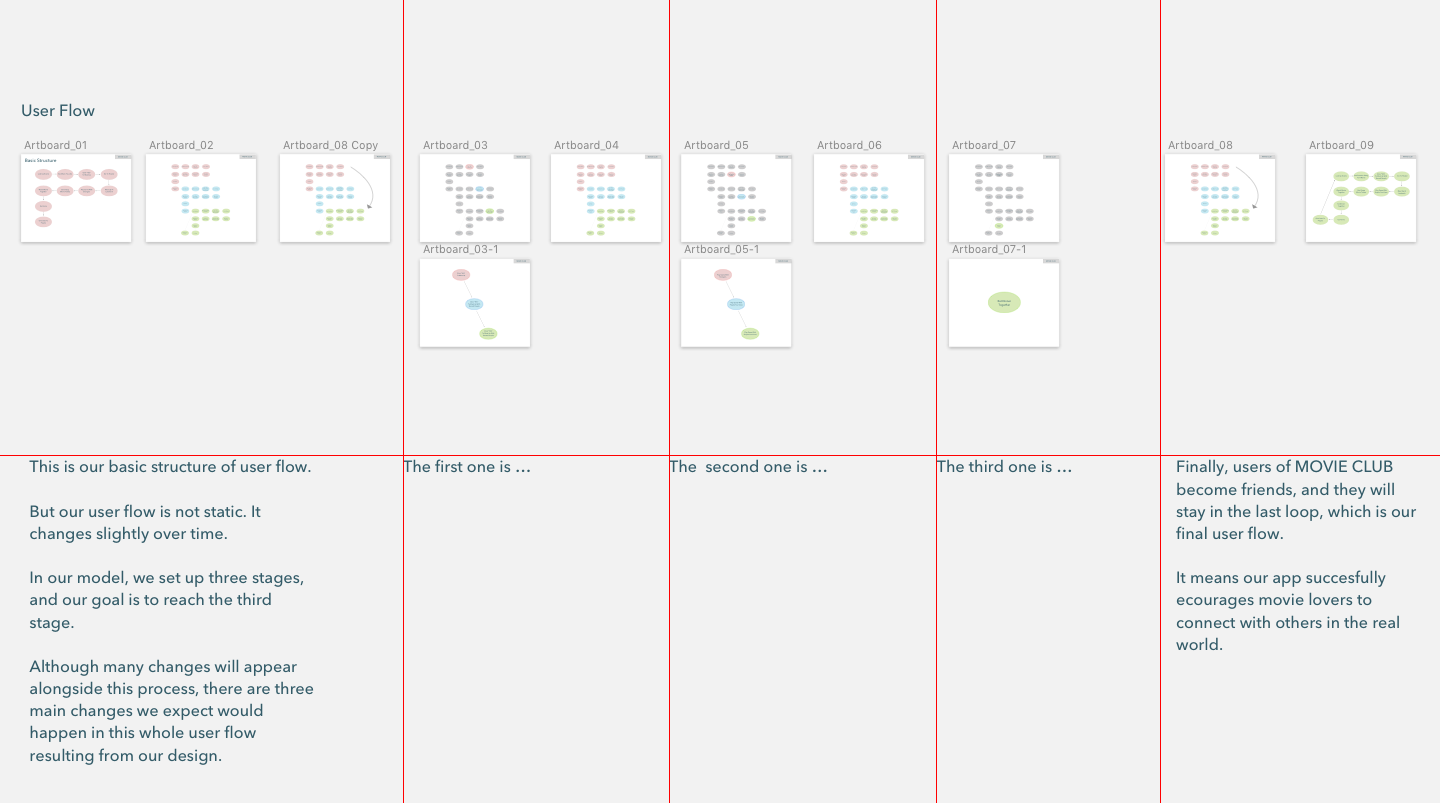 User Flow
Artboard_01
Artboard_02
Artboard_08 Copy
Artboard_03
Artboard_04
Artboard_05
Artboard_06
Artboard_07
Artboard_08
Artboard_09
Basic Structure
Artboard_03-1
Artboard_05-1
Artboard_07-1
This is our basic structure of user flow.
But our user flow is not static. It
changes slightly over time.
In our model, we set up three stages,
and our goal is to reach the third
stage.
Although many changes will appear
alongside this process, there are three
main changes we expect would
happen in this whole user flow
resulting from our design.
The first one is …
The  second one is …
The third one is …
Finally, users of MOVIE CLUB
become friends, and they will
stay in the last loop, which is our
final user flow.
It means our app succesfully
ecourages movie lovers to
connect with others in the real
world.